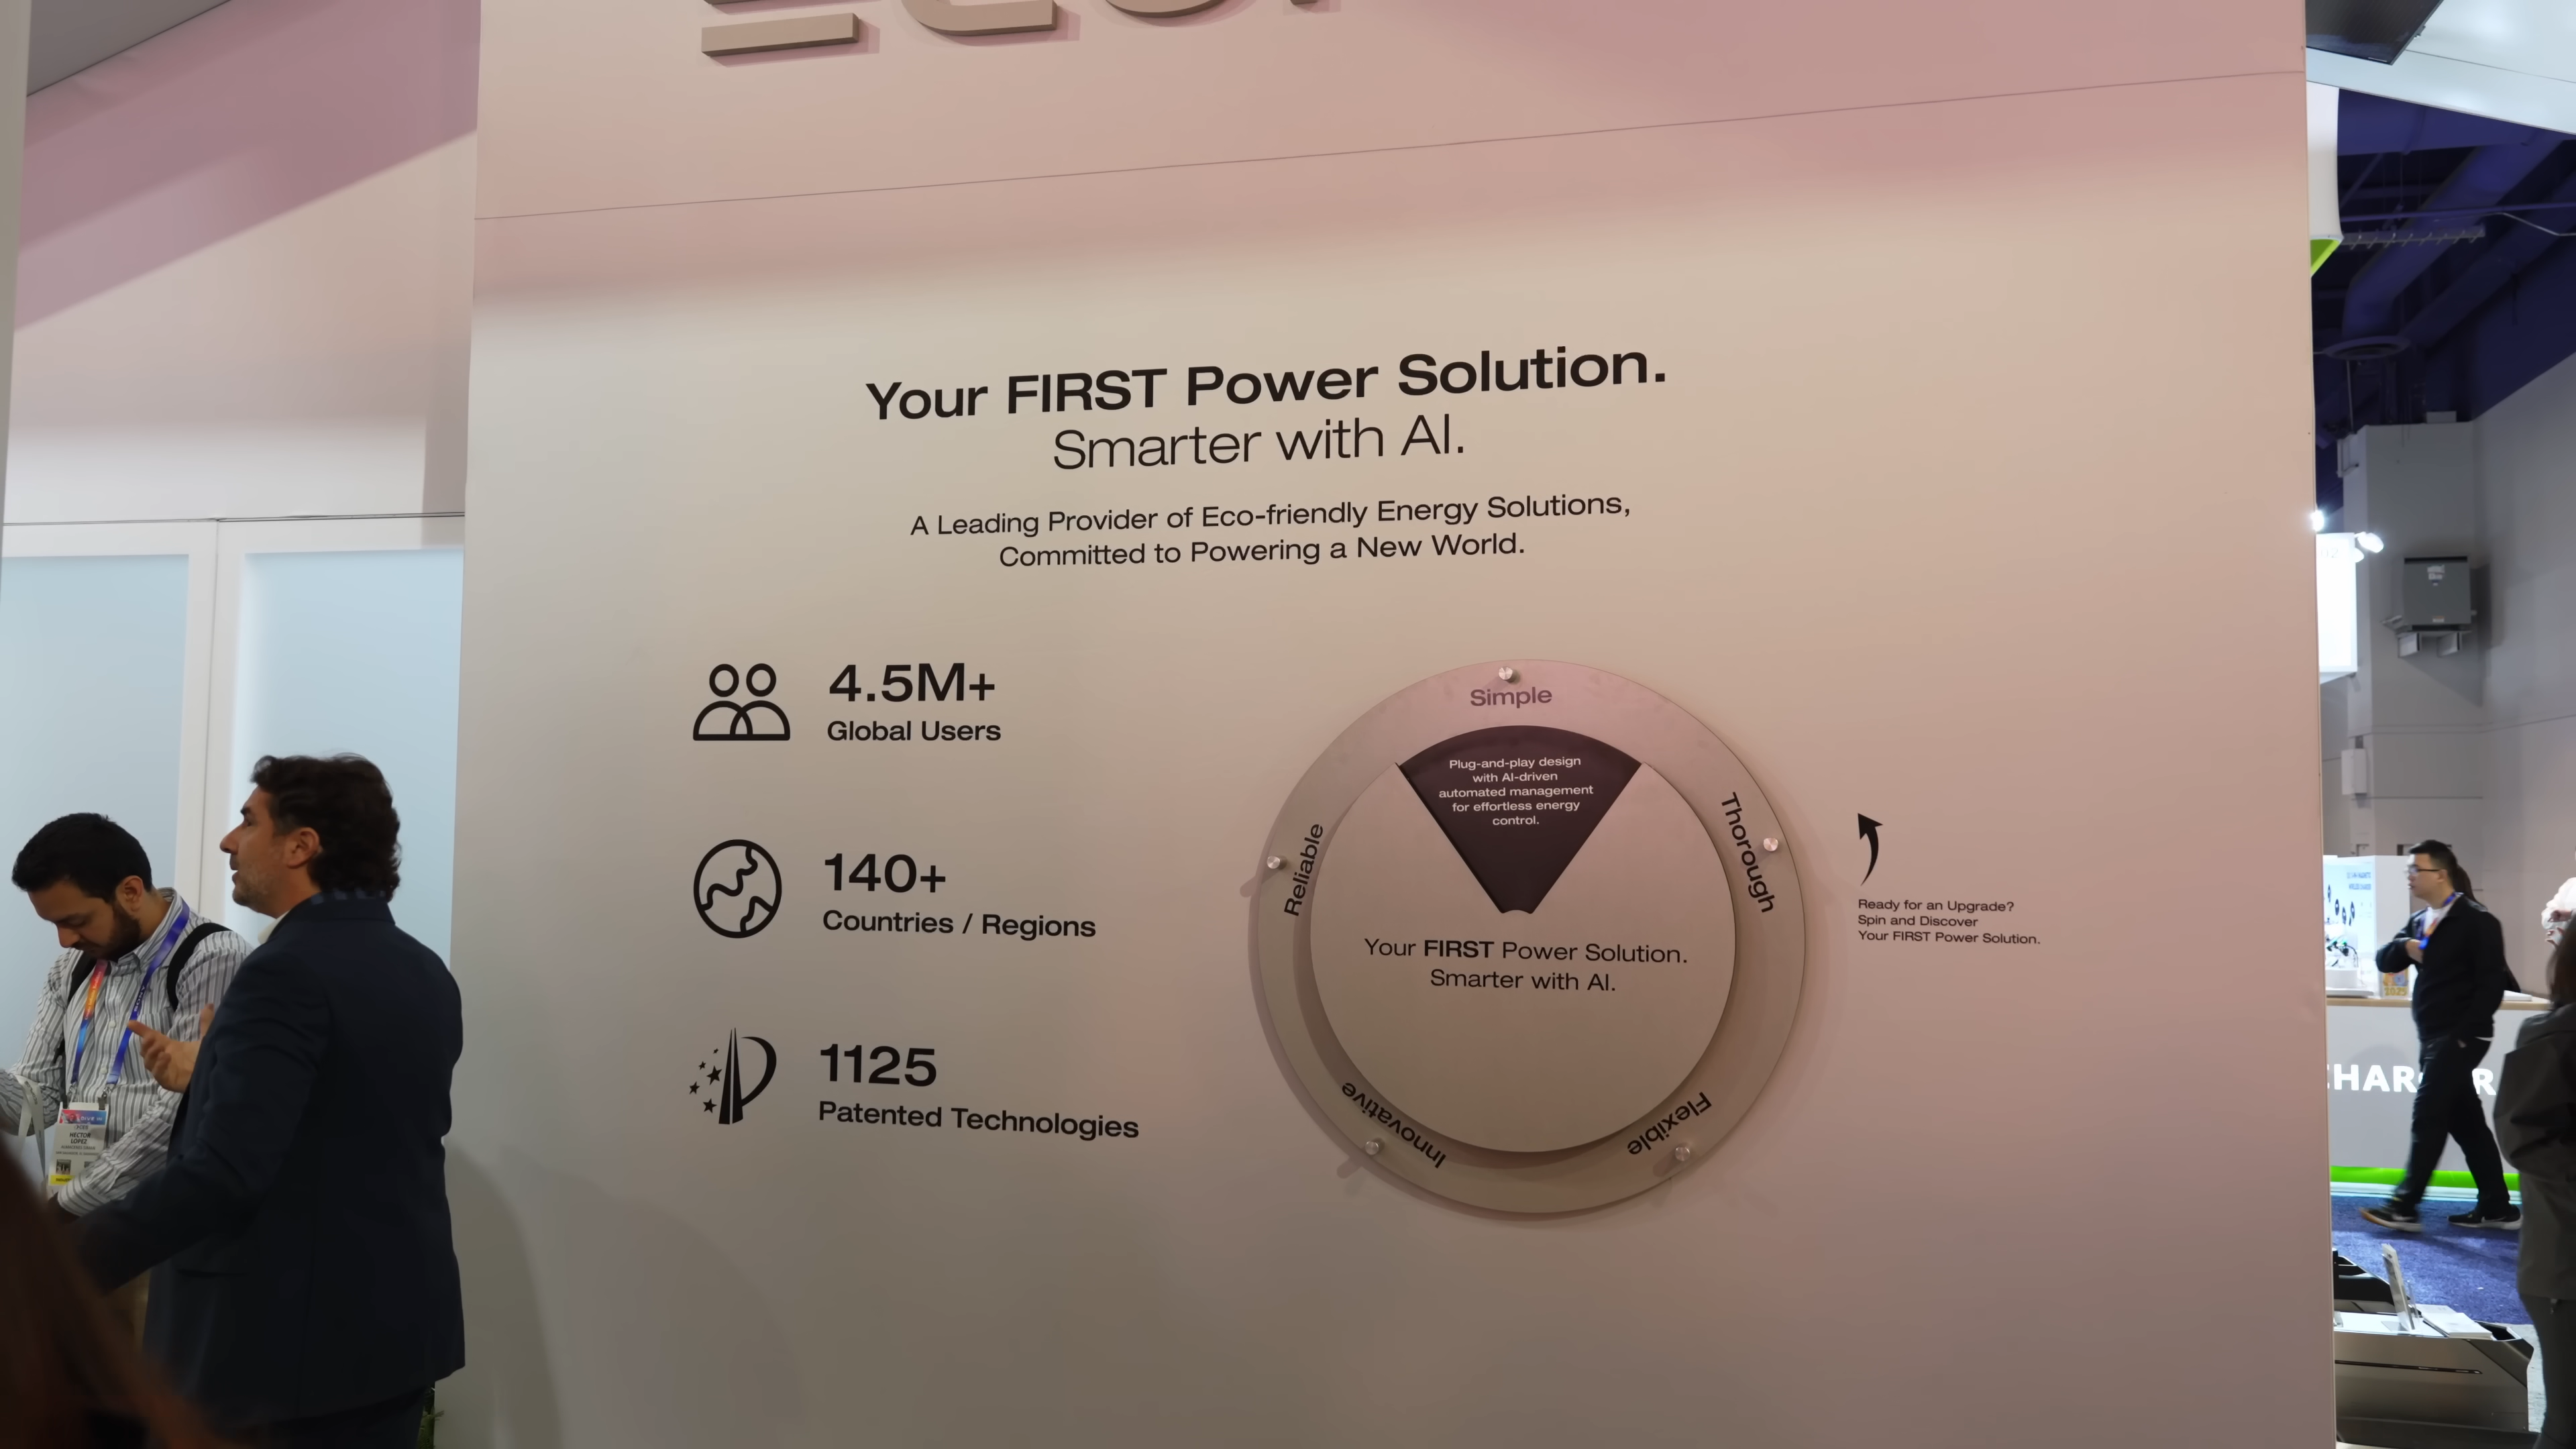 Your FIRST Power Solution.
Smarter with AI.
A Leading Provider of Eco-friendly Energy Solutions,
Committed to Powering a New World.
4.5M+
Global Users
140+
Countries / Regions
1125
Patented Technologies
Simple
Plug-and-play design
with AI-driven
automated management
for effortless energy
control.
Thorough
Reliable
Your FIRST Power Solution.
Smarter with AI.
Innovative
Flexible
Ready for an Upgrade?
Spin and Discover
Your FIRST Power Solution.
HECTOR
LOPEZ